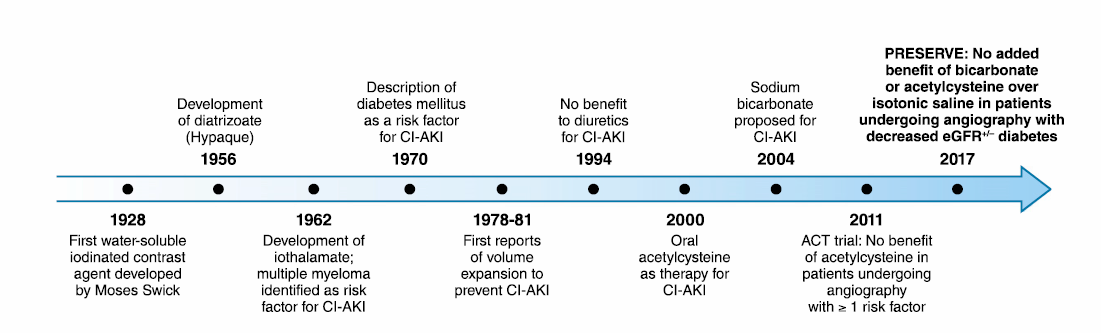 1928
First water-soluble
iodinated contrast
agent developed
by Moses Swick
Development
of diatrizoate
(Hypaque)
1956
1962
Development of
iothalamate;
multiple myeloma
identified as risk
factor for CI-AKI
Description of
diabetes mellitus
as a risk factor
for CI-AKI
1970
1978-81
First reports
of volume
expansion to
prevent CI-AKI
No benefit
to diuretics
for CI-AKI
1994
2000
Oral
acetylcysteine
as therapy for
CI-AKI
Sodium
bicarbonate
proposed for
CI-AKI
2004
2011
ACT trial: No benefit
of acetylcysteine in
patients undergoing
angiography
with ≥ 1 risk factor
PRESERVE: No added
benefit of bicarbonate
or acetylcysteine over
isotonic saline in patients
undergoing angiography with
decreased eGFR+/– diabetes
2017